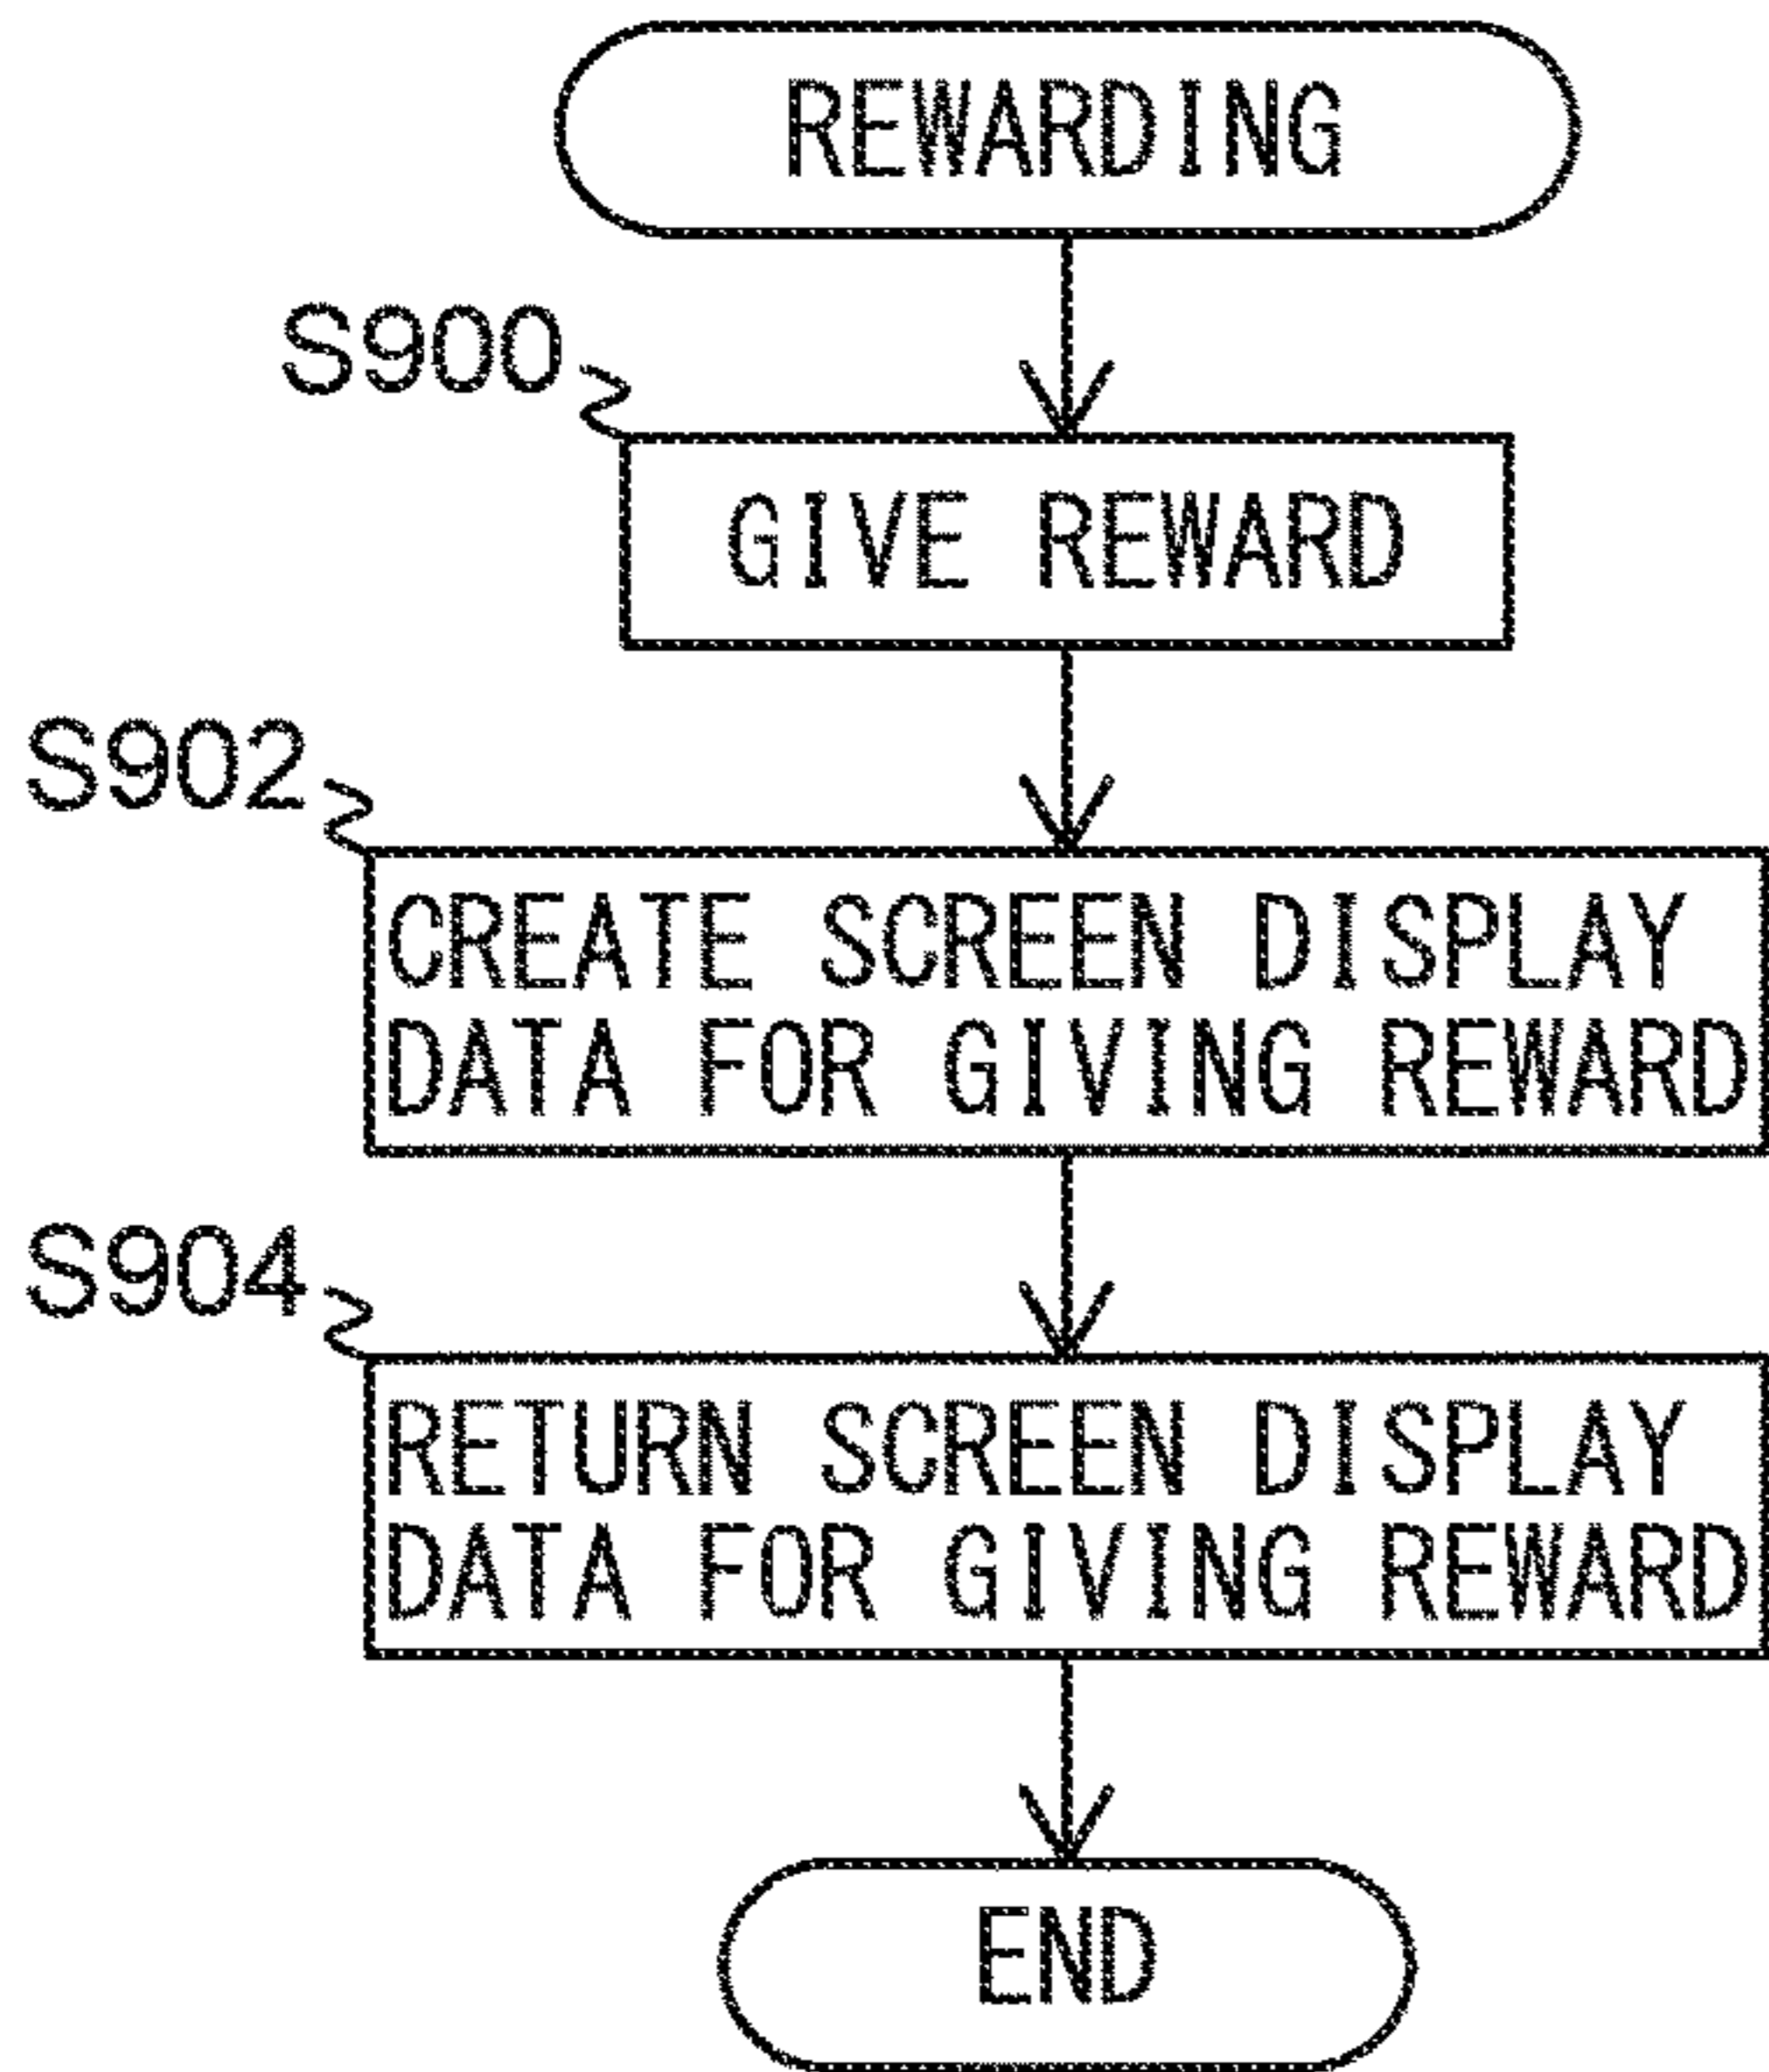 REWARDING
S900
GIVE REWARD
S902
CREATE SCREEN DISPLAY
DATA FOR GIVING REWARD
S904
RETURN SCREEN DISPLAY
DATA FOR GIVING REWARD
END